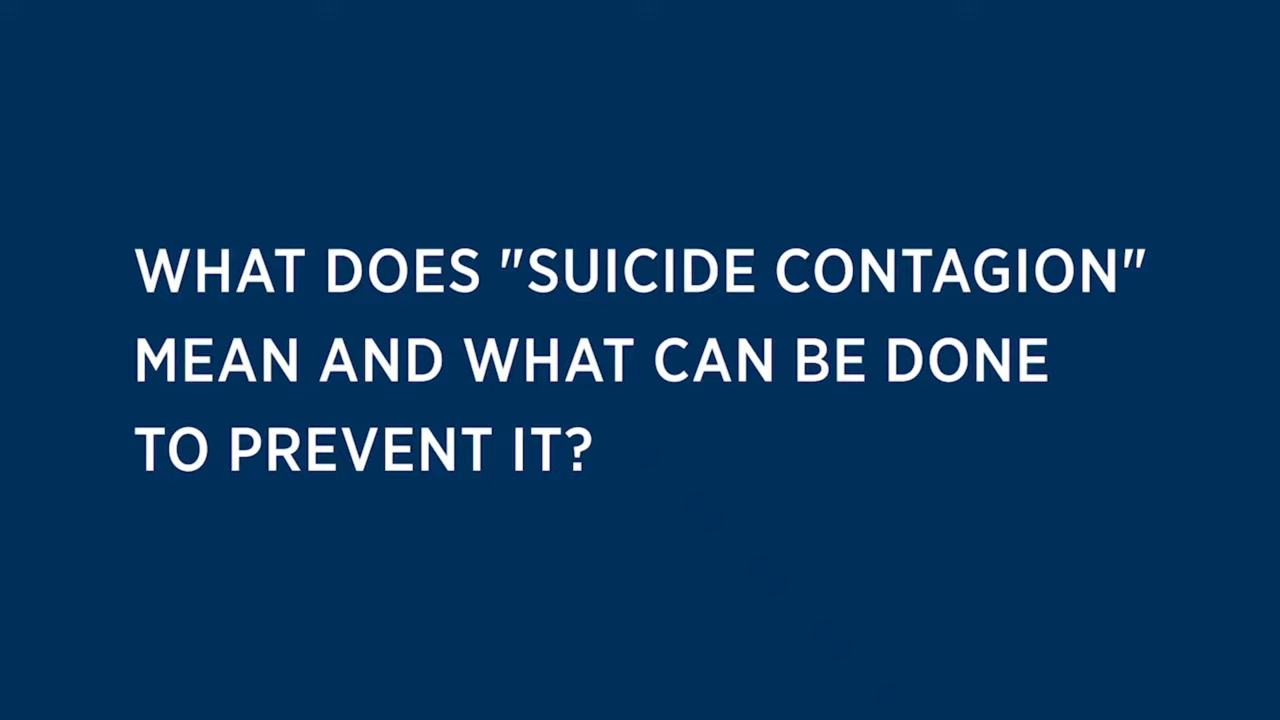 WHAT DOES "SUICIDE CONTAGION"
MEAN AND WHAT CAN BE DONE
TO PREVENT IT?